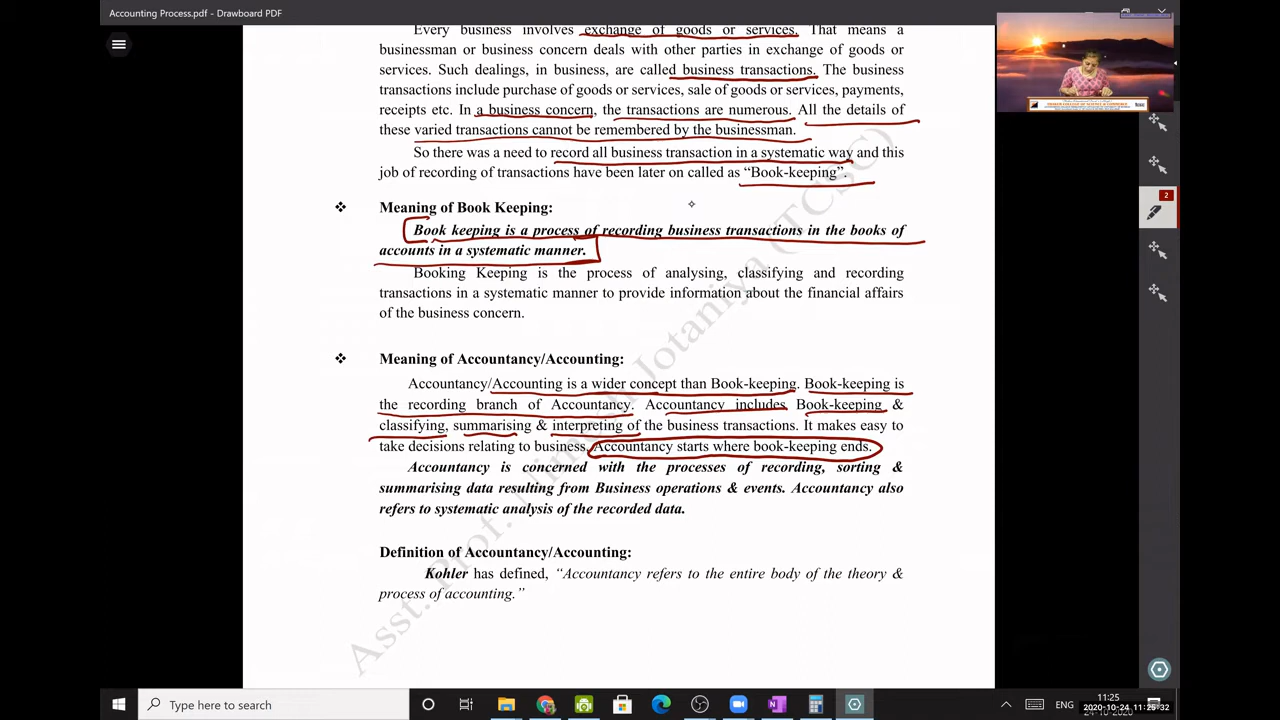 Accounting Process.pdf - Drawboard PDF
Every business involves exchange of goods or services. That means a
businessman or business concern deals with other parties in exchange of goods or
services. Such dealings, in business, are called business transactions. The business
transactions include purchase of goods or services, sale of goods or services, payments,
receipts etc. In a business concern, the transactions are numerous. All the details of
these varied transactions cannot be remembered by the businessman.
So there was a need to record all business transaction in a systematic way and this
job of recording of transactions have been later on called as “Book-keeping”.
❖ Meaning of Book Keeping:
Book keeping is a process of recording business transactions in the books of
accounts in a systematic manner.
Booking Keeping is the process of analysing, classifying and recording
transactions in a systematic manner to provide information about the financial affairs
of the business concern.
❖ Meaning of Accountancy/Accounting:
Accountancy/Accounting is a wider concept than Book-keeping. Book-keeping is
the recording branch of Accountancy. Accountancy includes Book-keeping &
classifying, summarising & interpreting of the business transactions. It makes easy to
take decisions relating to business. Accountancy starts where book-keeping ends.
Accountancy is concerned with the processes of recording, sorting &
summarising data resulting from Business operations & events. Accountancy also
refers to systematic analysis of the recorded data.
Definition of Accountancy/Accounting:
Kohler has defined, “Accountancy refers to the entire body of the theory &
process of accounting.”
Asst. Prof. Jotaniya (TCSC)
2
Type here to search
ENG
11:25
2020-10-24 11:25:32